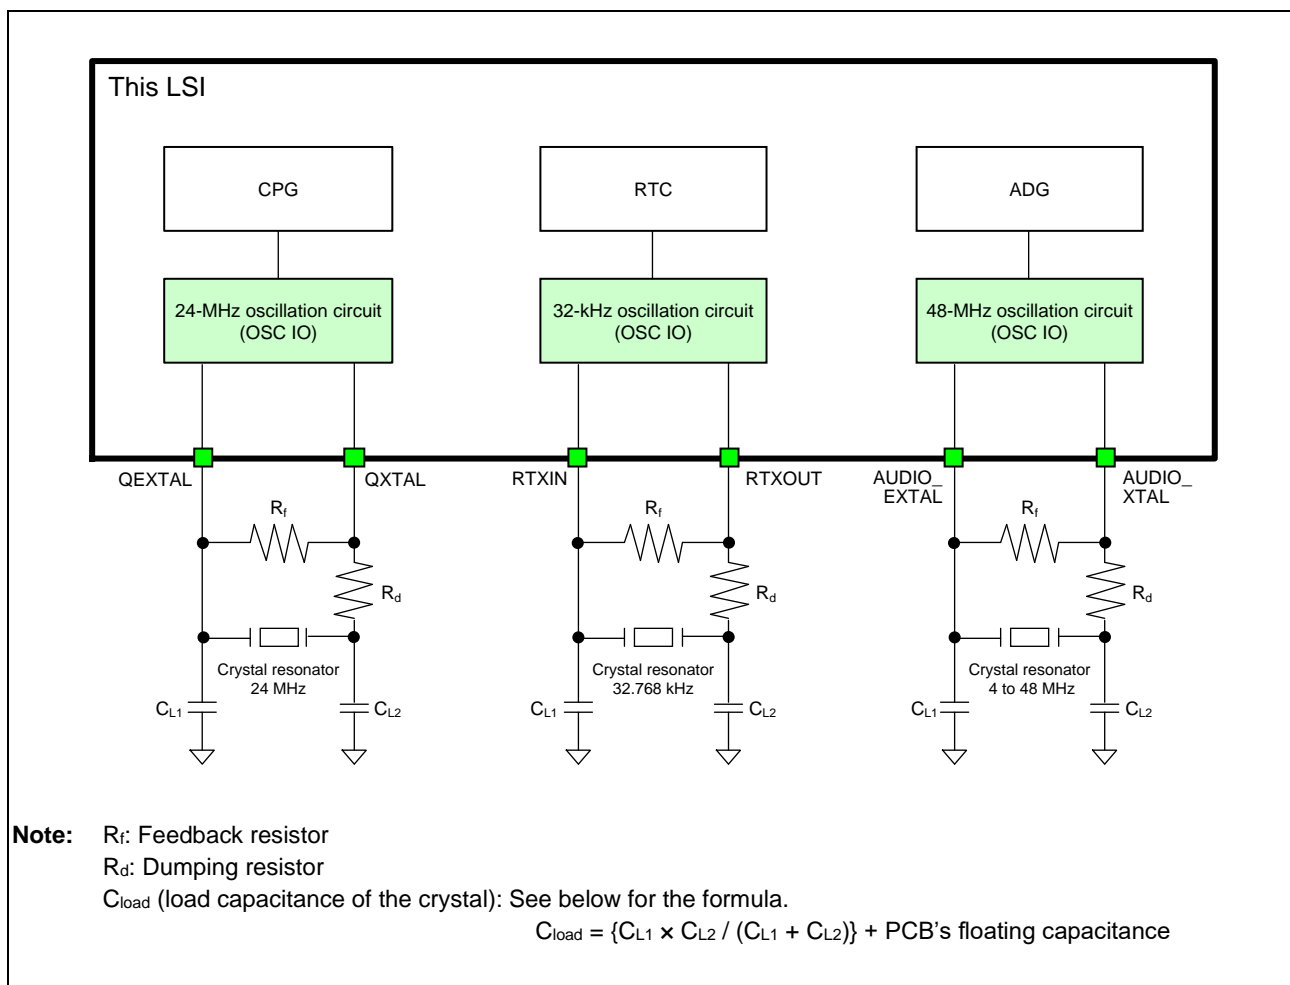 This LSI
CPG
RTC
ADG
24-MHz oscillation circuit
(OSC IO)
32-kHz oscillation circuit
(OSC IO)
48-MHz oscillation circuit
(OSC IO)
QEXTAL
QXTAL
RTXIN
RTXOUT
AUDIO_
EXTAL
AUDIO_
XTAL
Rf
Rd
Crystal resonator
24 MHz
CL1
CL2
Rf
Rd
Crystal resonator
32.768 kHz
CL1
CL2
Rf
Rd
Crystal resonator
4 to 48 MHz
CL1
CL2
Note: Rf: Feedback resistor
Rd: Dumping resistor
Cload (load capacitance of the crystal): See below for the formula.
Cload = {CL1 × CL2 / (CL1 + CL2)} + PCB's floating capacitance